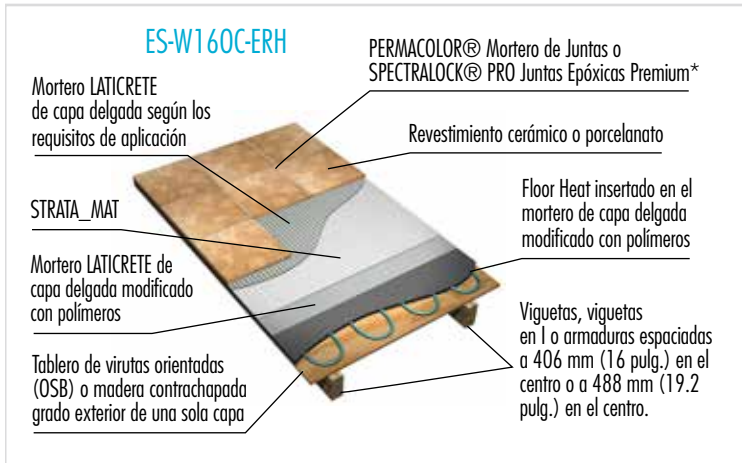 ES-W160C-ERH
PERMACOLOR® Mortero de Juntas o
SPECTRALOCK® PRO Juntas Epóxicas Premium*
Mortero LATICRETE
de capa delgada según los
requisitos de aplicación
Revestimiento cerámico o porcelanato
Floor Heat insertado en el
mortero de capa delgada
modificado con polímeros
STRATA_MAT
Mortero LATICRETE de
capa delgada modificado
con polímeros
Viguetas, viguetas
en I o armaduras espaciadas
a 406 mm (16 pulg.) en el
centro o a 488 mm (19.2
pulg.) en el centro.
Tablero de virutas orientadas
(OSB) o madera contrachapada
grado exterior de una sola capa